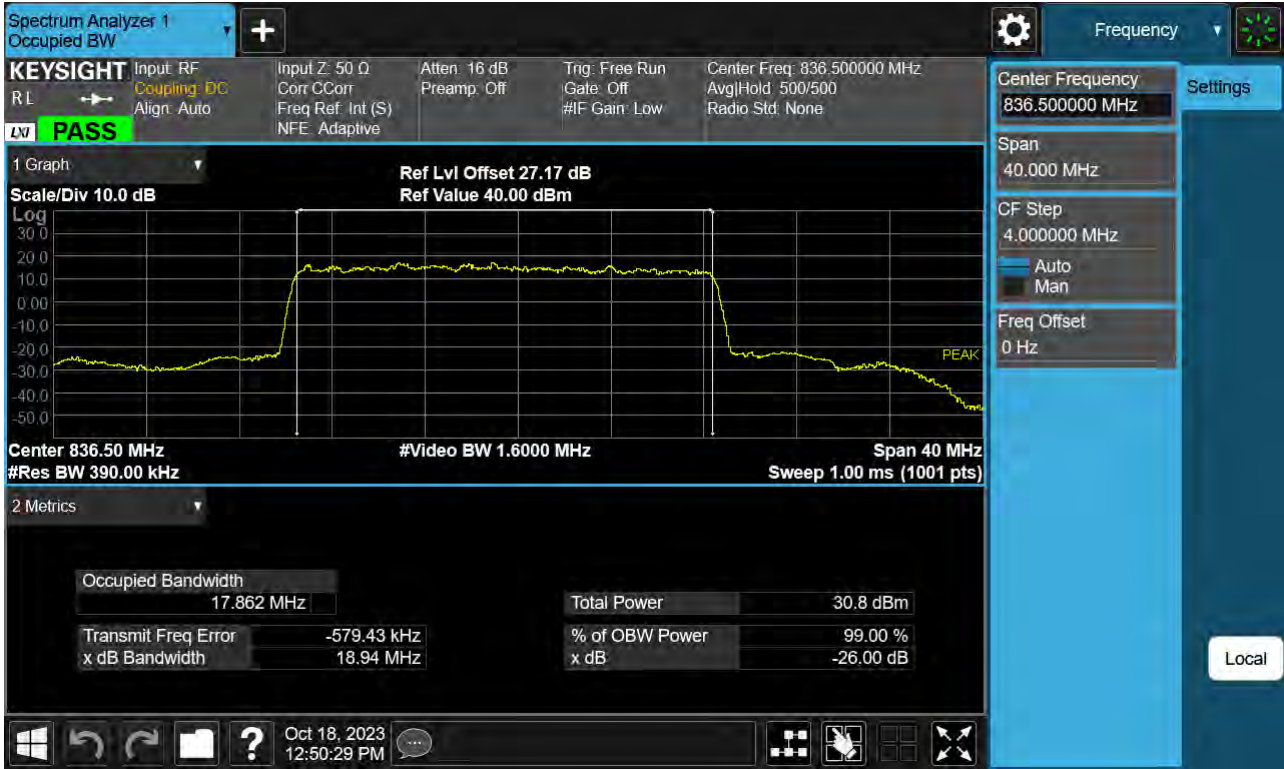 Spectrum Analyzer 1
Occupied BW
+
Frequency
KEYSIGHT
RL
LXI
PASS
Input: RF
Coupling: DC
Align: Auto
Input Z: 50 Ω
Corr CCorr
Freq Ref: Int (S)
NFE: Adaptive
Atten: 16 dB
Preamp: Off
Trig: Free Run
Gate: Off
#IF Gain: Low
Center Freq: 836.500000 MHz
Avg|Hold: 500/500
Radio Std: None
Center Frequency
836.500000 MHz
Settings
Span
40.000 MHz
CF Step
4.000000 MHz
Auto
Man
Freq Offset
0 Hz
1 Graph
Scale/Div 10.0 dB
Ref Lvl Offset 27.17 dB
Ref Value 40.00 dBm
Log
30.0
20.0
10.0
0.00
-10.0
-20.0
-30.0
-40.0
-50.0
PEAK
Center 836.50 MHz
#Video BW 1.6000 MHz
Span 40 MHz
#Res BW 390.00 kHz
Sweep 1.00 ms (1001 pts)
2 Metrics
Occupied Bandwidth
17.862 MHz
Total Power 30.8 dBm
Transmit Freq Error -579.43 kHz
% of OBW Power 99.00 %
x dB Bandwidth 18.94 MHz
x dB -26.00 dB
Local
?
Oct 18, 2023
12:50:29 PM